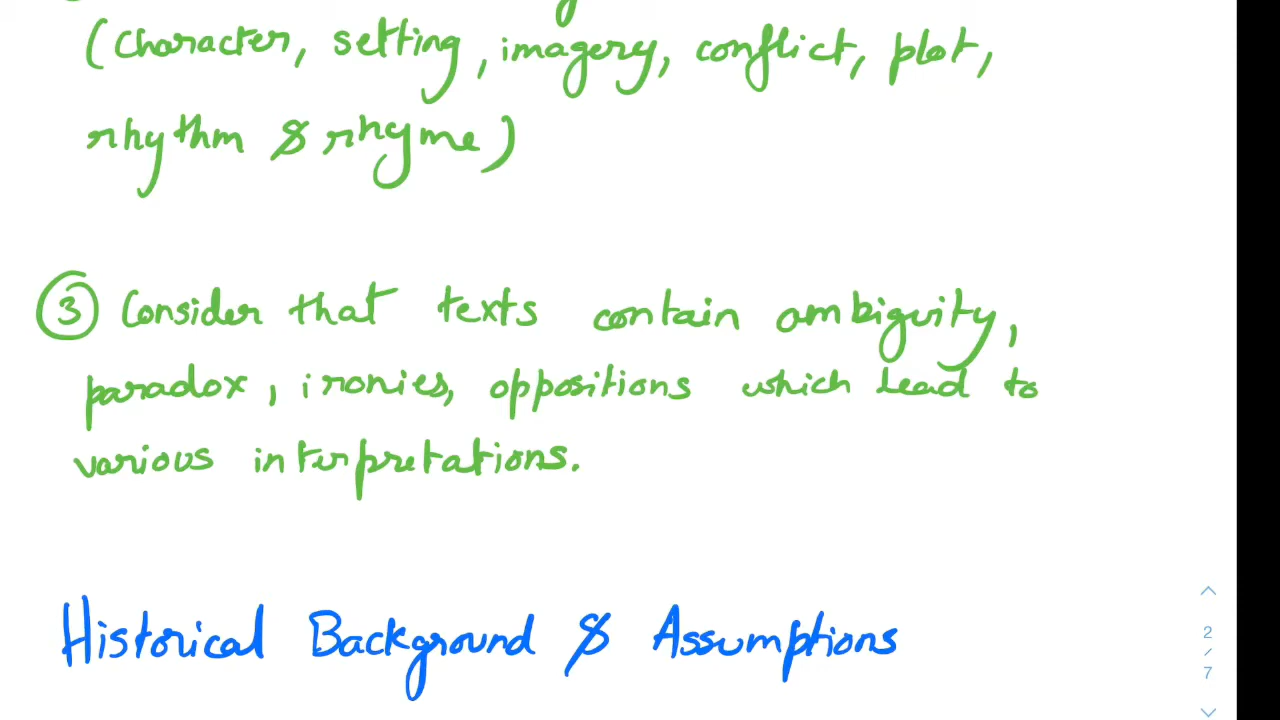 (character, setting, imagery, conflict, plot,
rhythm & rhyme)
③ Consider that texts contain ambiguity,
paradox, ironies, oppositions which lead to
various interpretations.
Historical Background & Assumptions
2
/
7